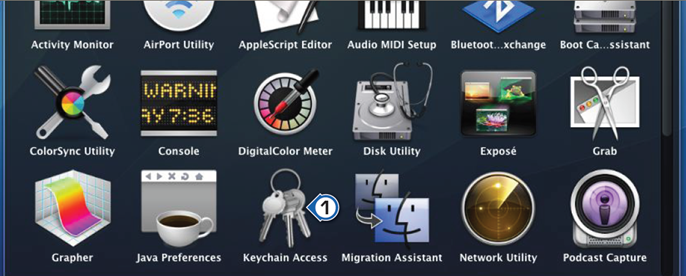 Activity Monitor
AirPort Utility
AppleScript Editor
Audio MIDI Setup
Bluetoot...xchange
Boot Ca...ssistant
WARNIN
AY 7:36
ColorSync Utility
Console
DigitalColor Meter
Disk Utility
Exposé
Grab
1
Grapher
Java Preferences
Keychain Access
Migration Assistant
Network Utility
Podcast Capture